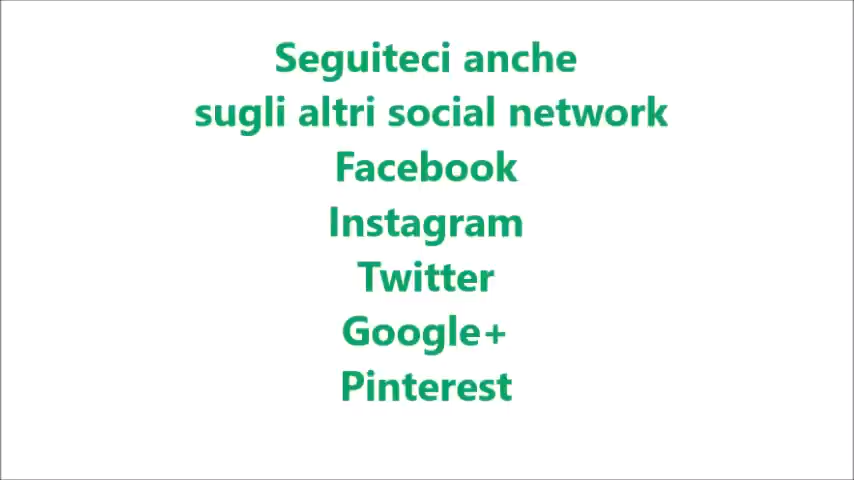 Seguiteci anche
sugli altri social network
Facebook
Instagram
Twitter
Google+
Pinterest